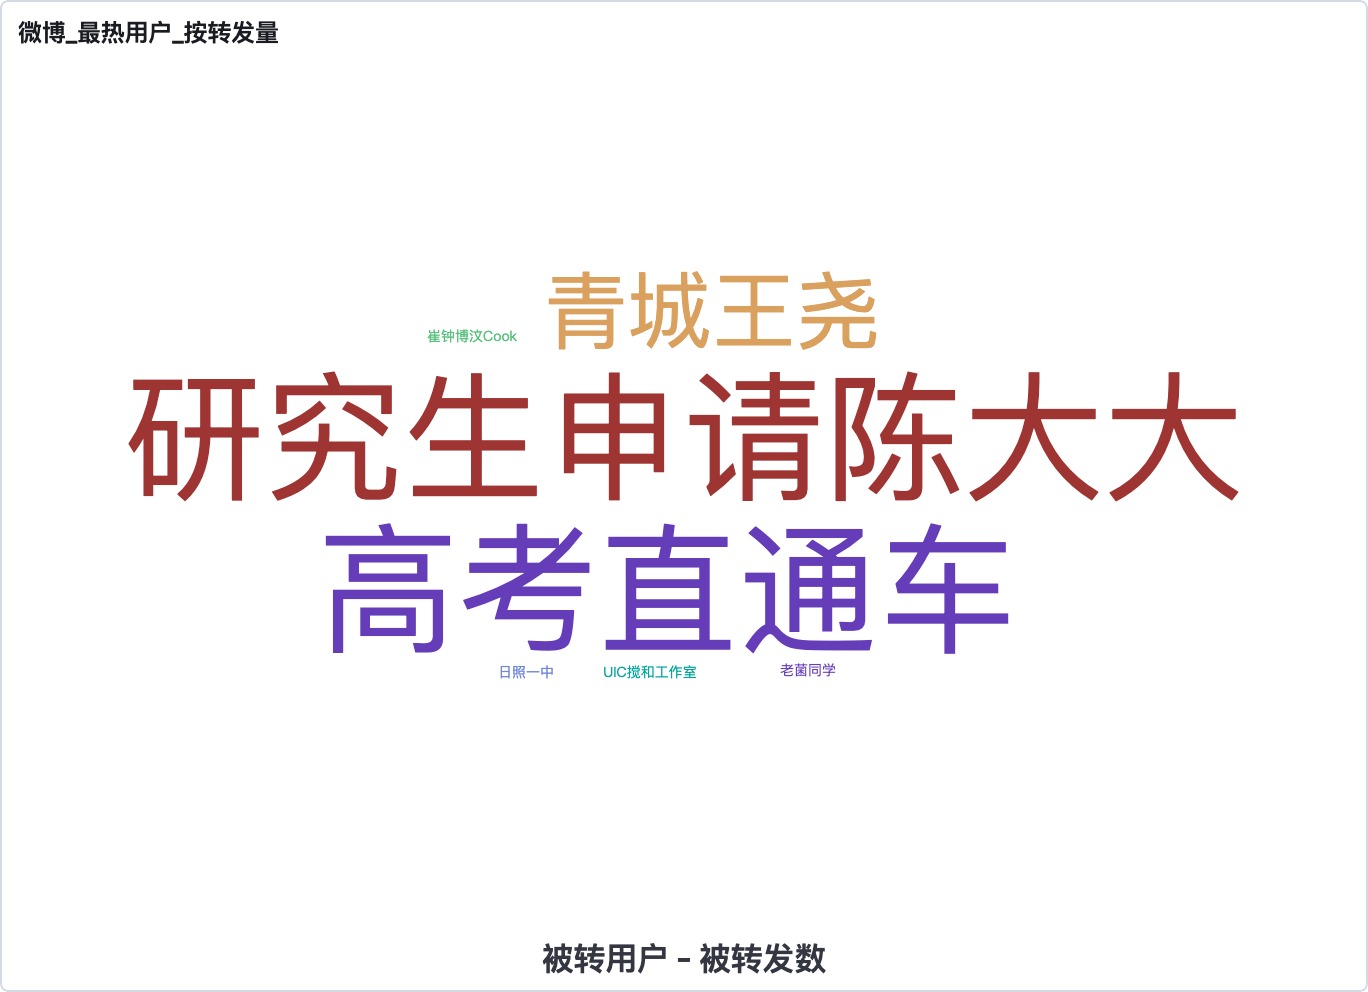 微博_最热用户_按转发量
青城王尧
崔钟博汶Cook
研究生申请陈大大
高考直通车
日照一中
UIC搅和工作室
老菌同学
被转用户 - 被转发数